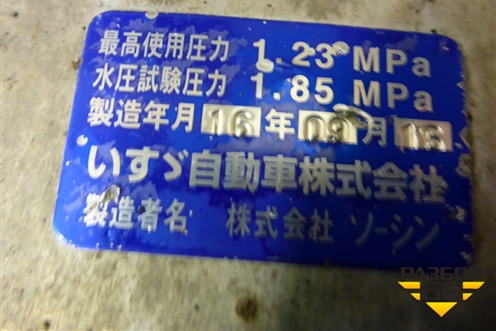 最高使用圧力 1.23 MPa
水圧試験圧力 1.85 MPa
製造年月 16 年 09 月 16
いすゞ自動車株式会社
製造者名 株式会社 ソーシン
РАЗБОР